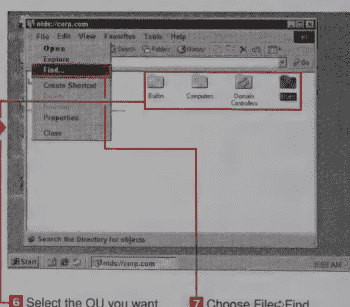 ntds://corp.com
File Edit View Favorites Tools Help
Open
Explore
Find...
Create Shortcut
Properties
Close
Search Folders History
Go
Builtin
Computers
Domain Controllers
Users
Search the Directory for objects
Start
ntds://corp.com
6 Select the OU you want
7 Choose File➪Find